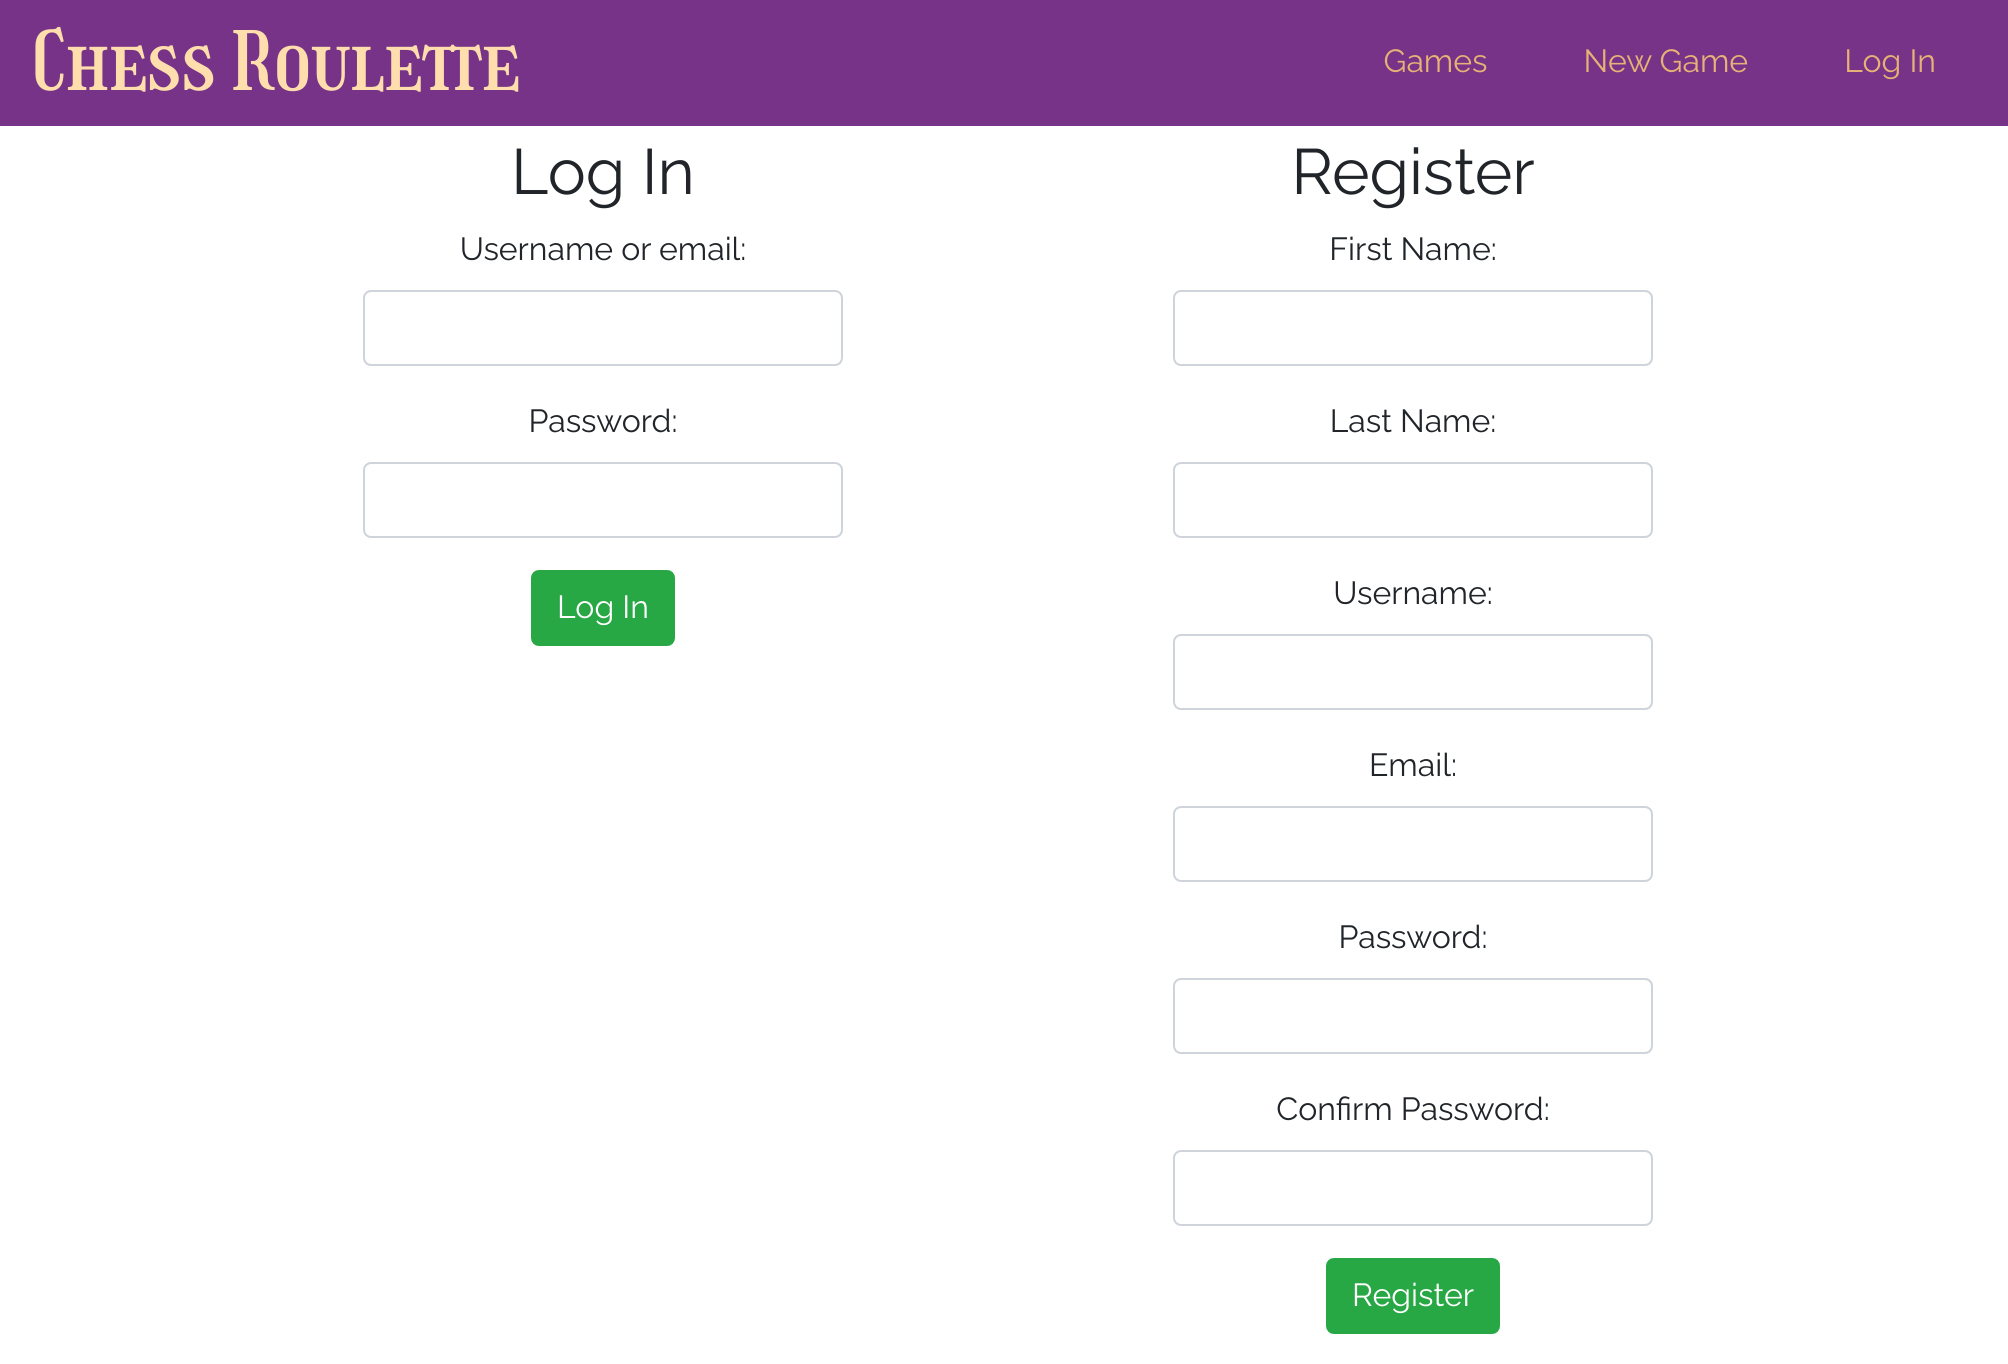 Chess Roulette
Games
New Game
Log In
Log In
Username or email:
Password:
Log In
Register
First Name:
Last Name:
Username:
Email:
Password:
Confirm Password:
Register